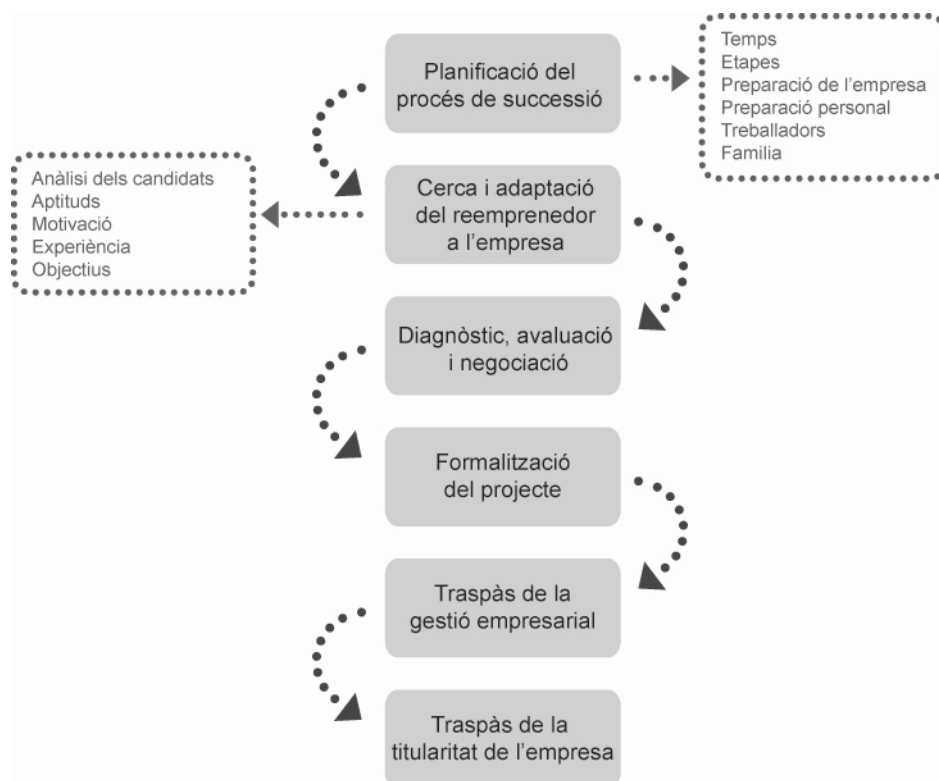 Planificació del
procés de successió
Temps
Etapes
Preparació de l’empresa
Preparació personal
Treballadors
Familia
Cerca i adaptació
del reemprenedor
a l’empresa
Anàlisi dels candidats
Aptituds
Motivació
Experiència
Objectius
Diagnòstic, avaluació
i negociació
Formalització
del projecte
Traspàs de la
gestió empresarial
Traspàs de la
titularitat de l’empresa